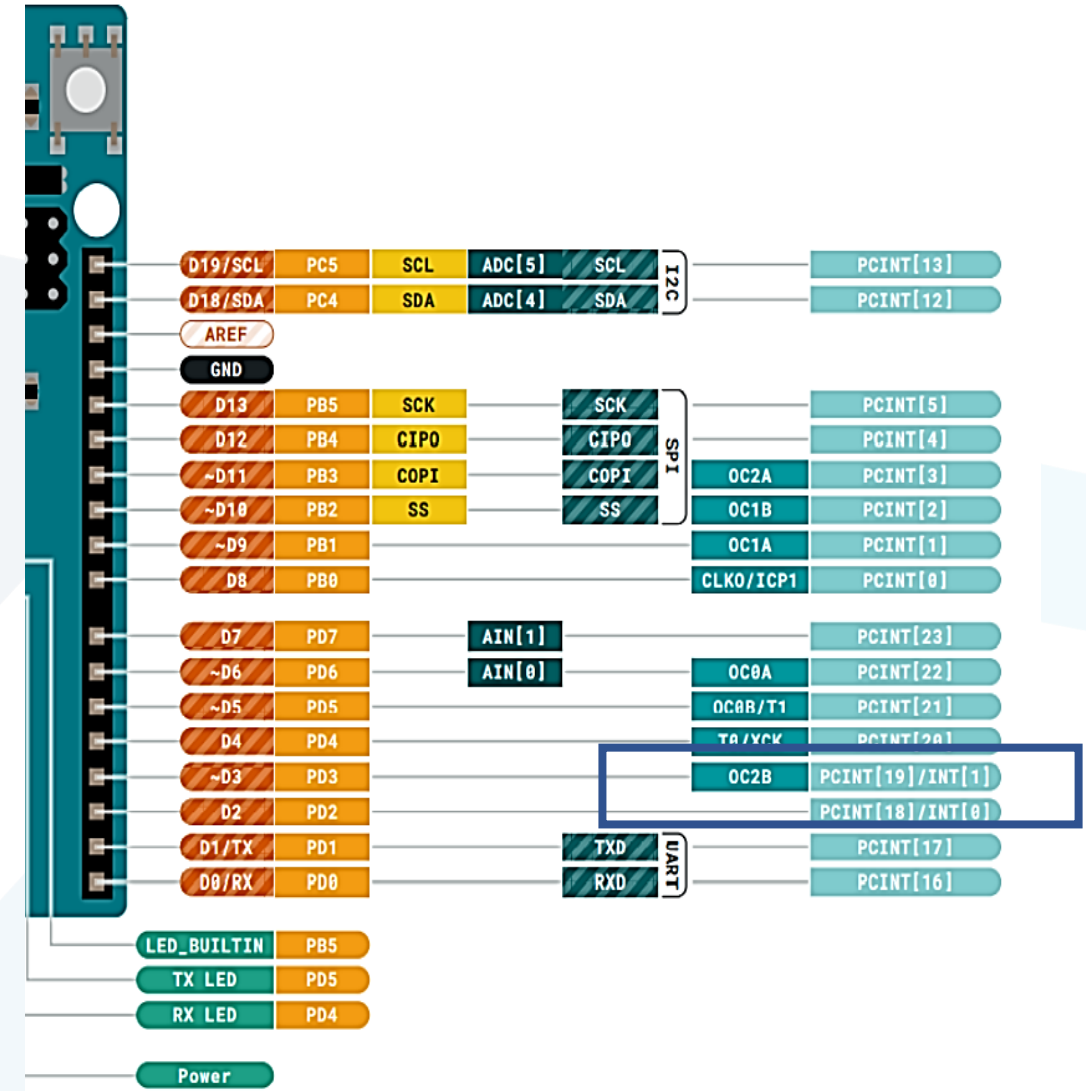 D19/SCL PC5 SCL ADC[5] SCL PCINT[13]
D18/SDA PC4 SDA ADC[4] SDA PCINT[12]
I2C
AREF
GND
D13 PB5 SCK SCK PCINT[5]
D12 PB4 CIPO CIPO PCINT[4]
~D11 PB3 COPI COPI OC2A PCINT[3]
~D10 PB2 SS SS OC1B PCINT[2]
SPI
~D9 PB1 OC1A PCINT[1]
D8 PB0 CLKO/ICP1 PCINT[0]
D7 PD7 AIN[1] PCINT[23]
~D6 PD6 AIN[0] OC0A PCINT[22]
~D5 PD5 OC0B/T1 PCINT[21]
D4 PD4 T0/XCK PCINT[20]
~D3 PD3 OC2B PCINT[19]/INT[1]
D2 PD2 PCINT[18]/INT[0]
D1/TX PD1 TXD PCINT[17]
D0/RX PD0 RXD PCINT[16]
UART
LED_BUILTIN PB5
TX LED PD5
RX LED PD4
Power